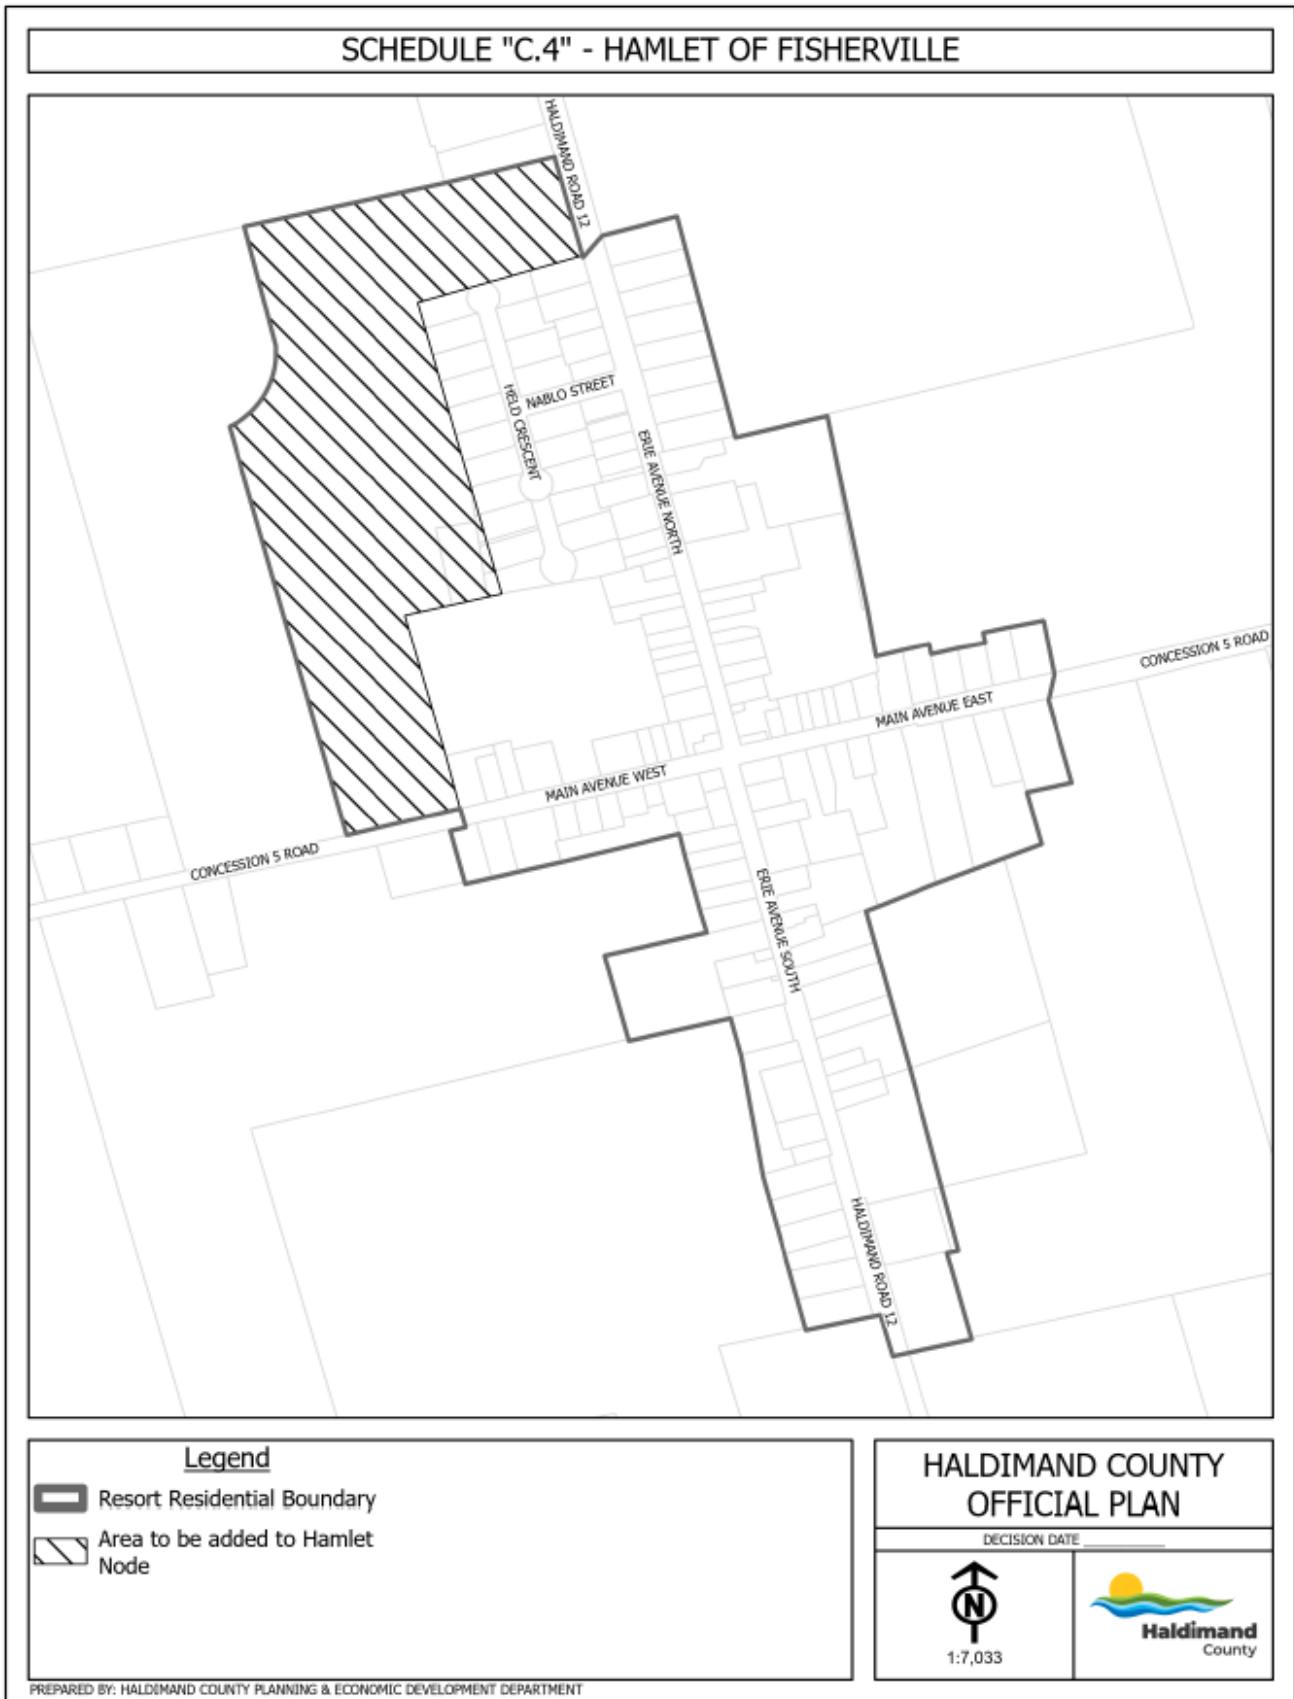 SCHEDULE "C.4" - HAMLET OF FISHERVILLE
HALDIMAND ROAD 12
NABLO STREET
HELD CRESCENT
ERIE AVENUE NORTH
CONCESSION 5 ROAD
MAIN AVENUE EAST
MAIN AVENUE WEST
CONCESSION 5 ROAD
ERIE AVENUE SOUTH
HALDIMAND ROAD 12
Legend
Resort Residential Boundary
Area to be added to Hamlet
Node
HALDIMAND COUNTY
OFFICIAL PLAN
DECISION DATE __________
N
1:7,033
Haldimand
County
PREPARED BY: HALDIMAND COUNTY PLANNING & ECONOMIC DEVELOPMENT DEPARTMENT